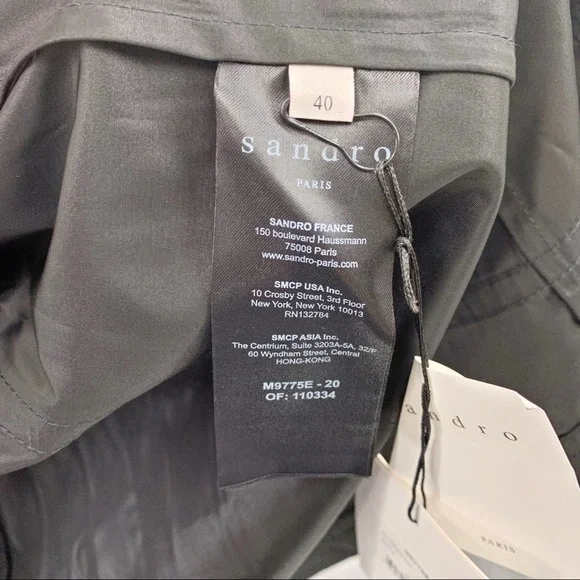 40
sandro
PARIS
SANDRO FRANCE
150 boulevard Haussmann
75008 Paris
www.sandro-paris.com
SMCP USA Inc.
10 Crosby Street, 3rd Floor
New York, New York 10013
RN132784
SMCP ASIA Inc.
The Centrium, Suite 3203A-5A, 32/F
60 Wyndham Street, Central
HONG-KONG
M9775E - 20
OF: 110334
andro
PARIS